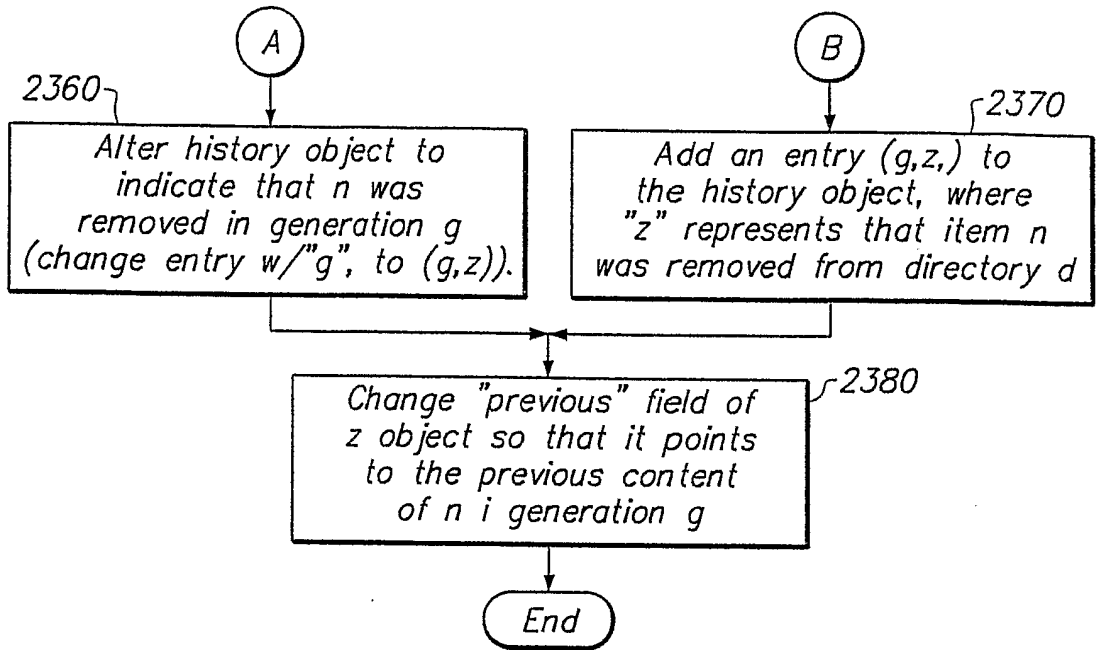 A
B
2360
2370
Alter history object to
indicate that n was
removed in generation g
(change entry w/"g", to (g,z)).
Add an entry (g,z,) to
the history object, where
"z" represents that item n
was removed from directory d
2380
Change "previous" field of
z object so that it points
to the previous content
of n i generation g
End